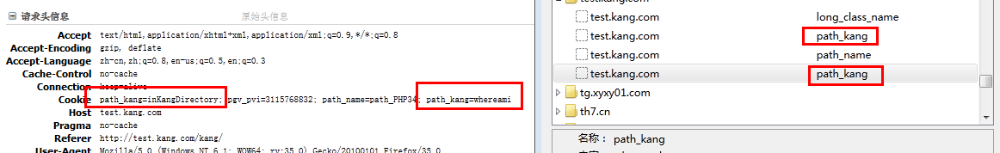 请求头信息 原始头信息
Accept text/html,application/xhtml+xml,application/xml;q=0.9,*/*;q=0.8
Accept-Encoding gzip, deflate
Accept-Language zh-cn,zh;q=0.8,en-us;q=0.5,en;q=0.3
Cache-Control no-cache
Connection keep-alive
Cookie path_kang=inKangDirectory; pgv_pvi=3115768832; path_name=path_PHP34; path_kang=whereami
Host test.kang.com
Pragma no-cache
Referer http://test.kang.com/kang/
User-Agent Mozilla/5.0 (Windows NT 6.1; WOW64; rv:35.0) Gecko/20100101 Firefox/35.0
test.kang.com
test.kang.com long_class_name
test.kang.com path_kang
test.kang.com path_name
test.kang.com path_kang
tg.xyxy01.com
th7.cn
名称： path_kang